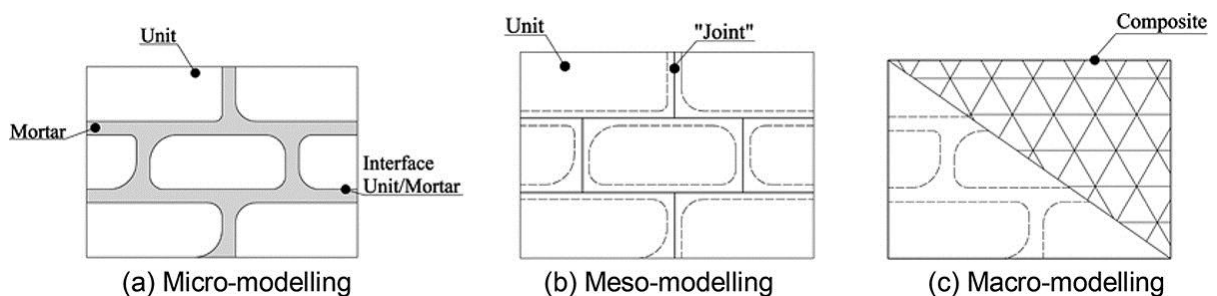 Unit
Mortar
Interface
Unit/Mortar
(a) Micro-modelling
Unit
"Joint"
(b) Meso-modelling
Composite
(c) Macro-modelling